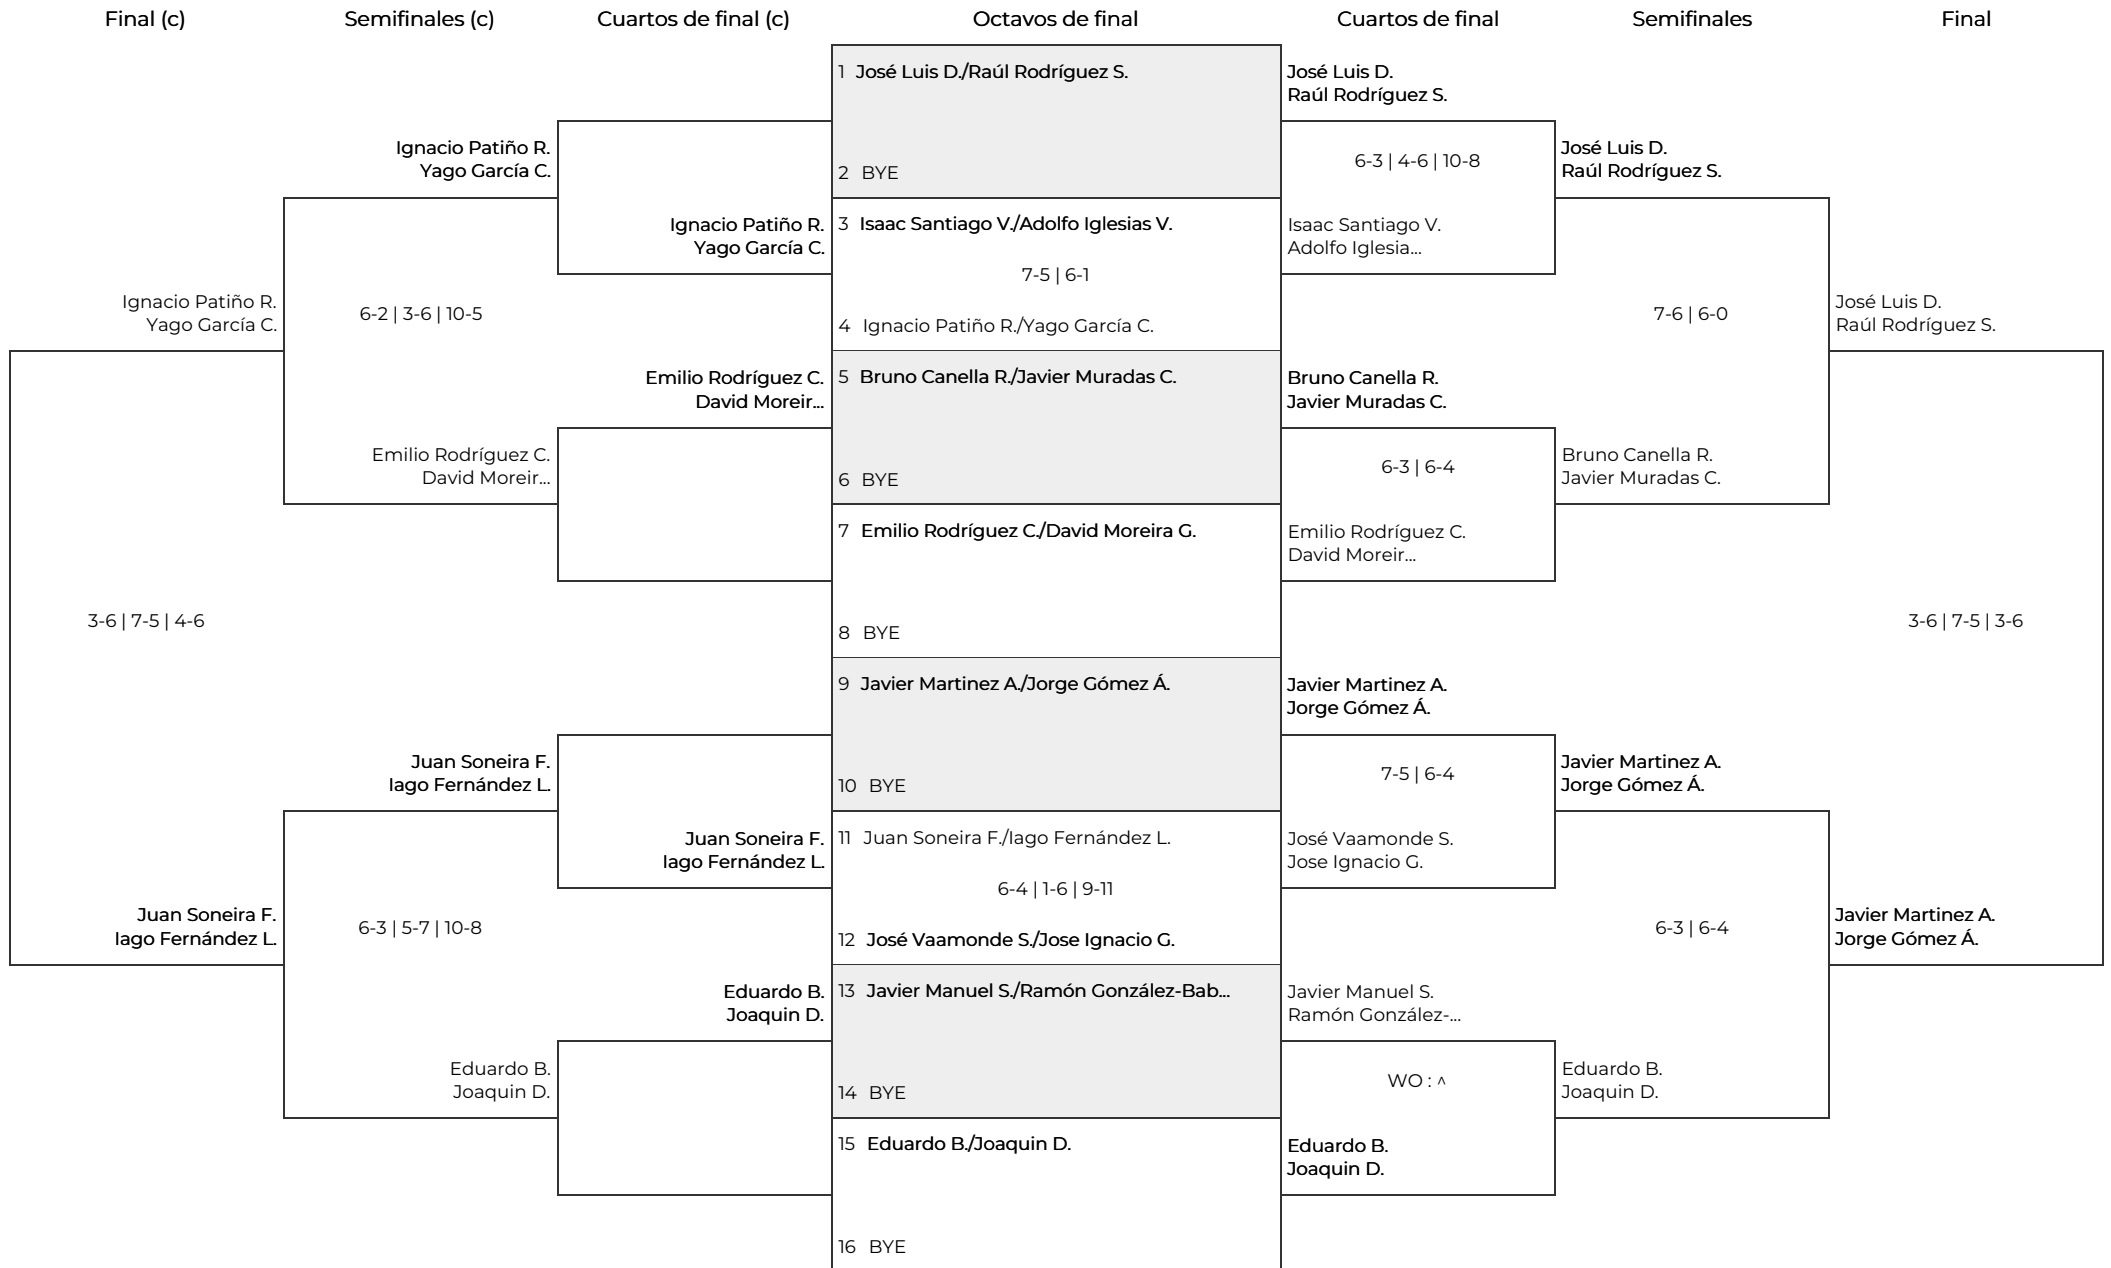 Final (c)
Semifinales (c)
Cuartos de final (c)
Octavos de final
Cuartos de final
Semifinales
Final
Ignacio Patiño R.
Yago García C.
Juan Soneira F.
Iago Fernández L.
3-6 | 7-5 | 4-6
Ignacio Patiño R.
Yago García C.
6-2 | 3-6 | 10-5
Emilio Rodríguez C.
David Moreir...
Juan Soneira F.
Iago Fernández L.
6-3 | 5-7 | 10-8
Eduardo B.
Joaquin D.
Ignacio Patiño R.
Yago García C.
Emilio Rodríguez C.
David Moreir...
Juan Soneira F.
Iago Fernández L.
Eduardo B.
Joaquin D.
1 José Luis D./Raúl Rodríguez S.
2 BYE
3 Isaac Santiago V./Adolfo Iglesias V.
7-5 | 6-1
4 Ignacio Patiño R./Yago García C.
5 Bruno Canella R./Javier Muradas C.
6 BYE
7 Emilio Rodríguez C./David Moreira G.
8 BYE
9 Javier Martinez A./Jorge Gómez Á.
10 BYE
11 Juan Soneira F./Iago Fernández L.
6-4 | 1-6 | 9-11
12 José Vaamonde S./Jose Ignacio G.
13 Javier Manuel S./Ramón González-Bab...
14 BYE
15 Eduardo B./Joaquin D.
16 BYE
José Luis D.
Raúl Rodríguez S.
6-3 | 4-6 | 10-8
Isaac Santiago V.
Adolfo Iglesia...
Bruno Canella R.
Javier Muradas C.
6-3 | 6-4
Emilio Rodríguez C.
David Moreir...
Javier Martinez A.
Jorge Gómez Á.
7-5 | 6-4
José Vaamonde S.
Jose Ignacio G.
Javier Manuel S.
Ramón González-...
WO : ^
Eduardo B.
Joaquin D.
José Luis D.
Raúl Rodríguez S.
7-6 | 6-0
Bruno Canella R.
Javier Muradas C.
Javier Martinez A.
Jorge Gómez Á.
6-3 | 6-4
Eduardo B.
Joaquin D.
José Luis D.
Raúl Rodríguez S.
3-6 | 7-5 | 3-6
Javier Martinez A.
Jorge Gómez Á.